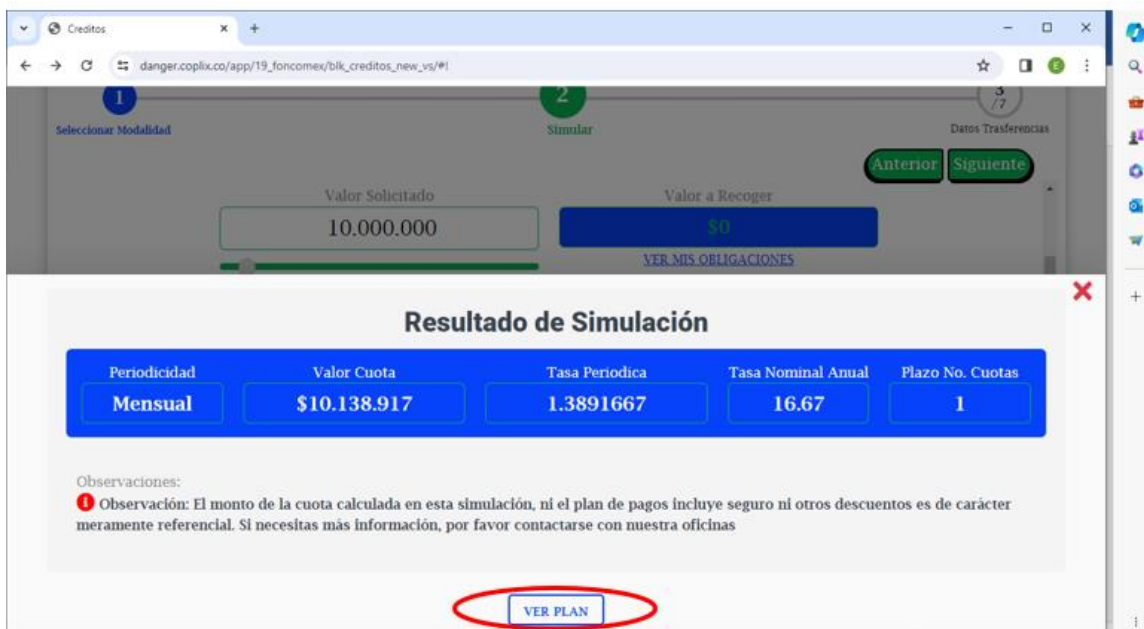 Creditos
danger.coplix.co/app/19_foncomex/blk_creditos_new_vs/#!
E
1
2
3
/7
Seleccionar Modalidad
Simular
Datos Trasferencias
Anterior
Siguiente
Valor Solicitado
Valor a Recoger
10.000.000
$0
VER MIS OBLIGACIONES
Resultado de Simulación
Periodicidad
Valor Cuota
Tasa Periodica
Tasa Nominal Anual
Plazo No. Cuotas
Mensual
$10.138.917
1.3891667
16.67
1
Observaciones:
Observación: El monto de la cuota calculada en esta simulación, ni el plan de pagos incluye seguro ni otros descuentos es de carácter
meramente referencial. Si necesitas más información, por favor contactarse con nuestra oficinas
VER PLAN